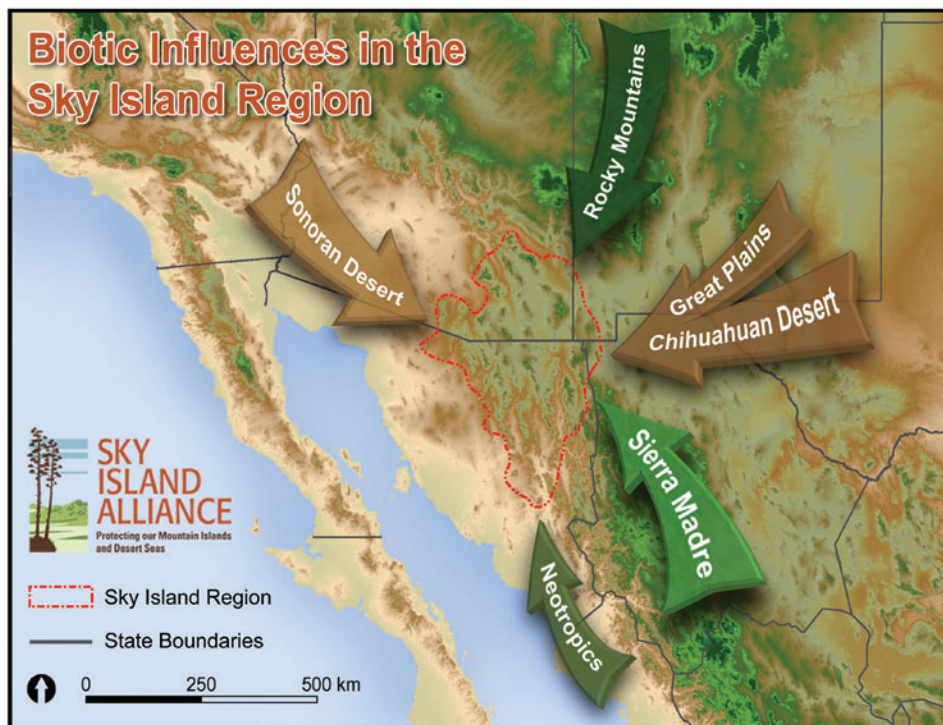 Biotic Influences in the
Sky Island Region
Rocky Mountains
Sonoran Desert
Great Plains
Chihuahuan Desert
Sierra Madre
Neotropics
SKY
ISLAND
ALLIANCE
Protecting our Mountain Islands
and Desert Seas
Sky Island Region
State Boundaries
0 250 500 km